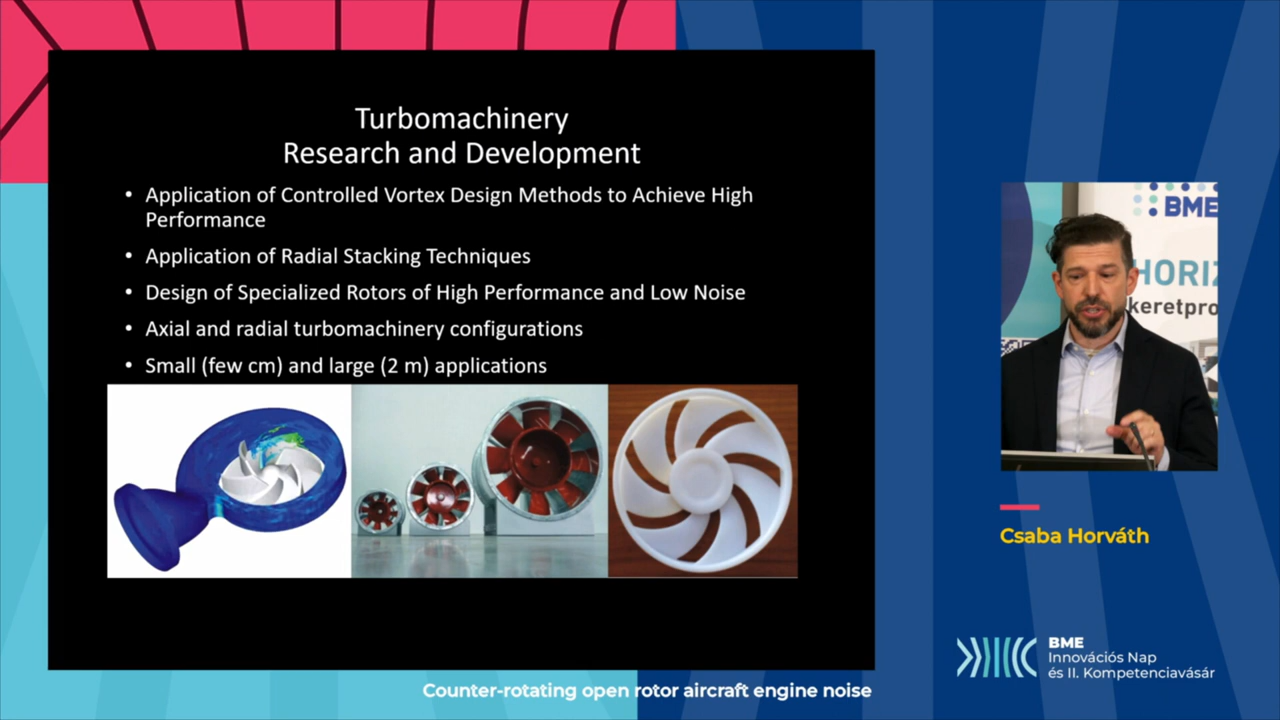 Turbomachinery
Research and Development
• Application of Controlled Vortex Design Methods to Achieve High
Performance
• Application of Radial Stacking Techniques
• Design of Specialized Rotors of High Performance and Low Noise
• Axial and radial turbomachinery configurations
• Small (few cm) and large (2 m) applications
BME
HORIZ
keretpro
Csaba Horváth
BME
Innovációs Nap
és II. Kompetenciavásár
Counter-rotating open rotor aircraft engine noise